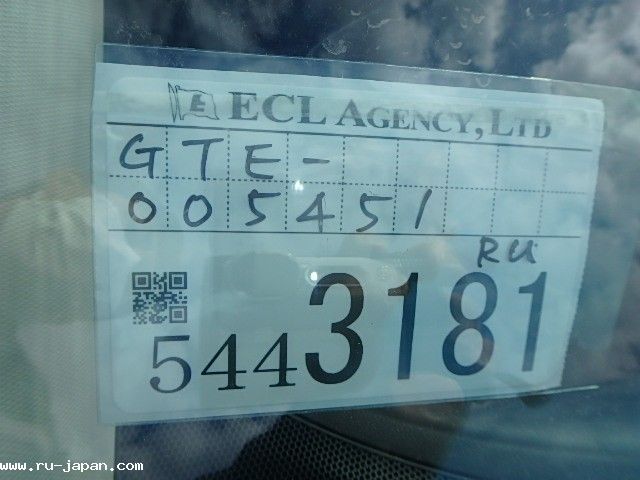 E ECL AGENCY, LTD
GTE-
005451
RU
5443181
www.ru-japan.com